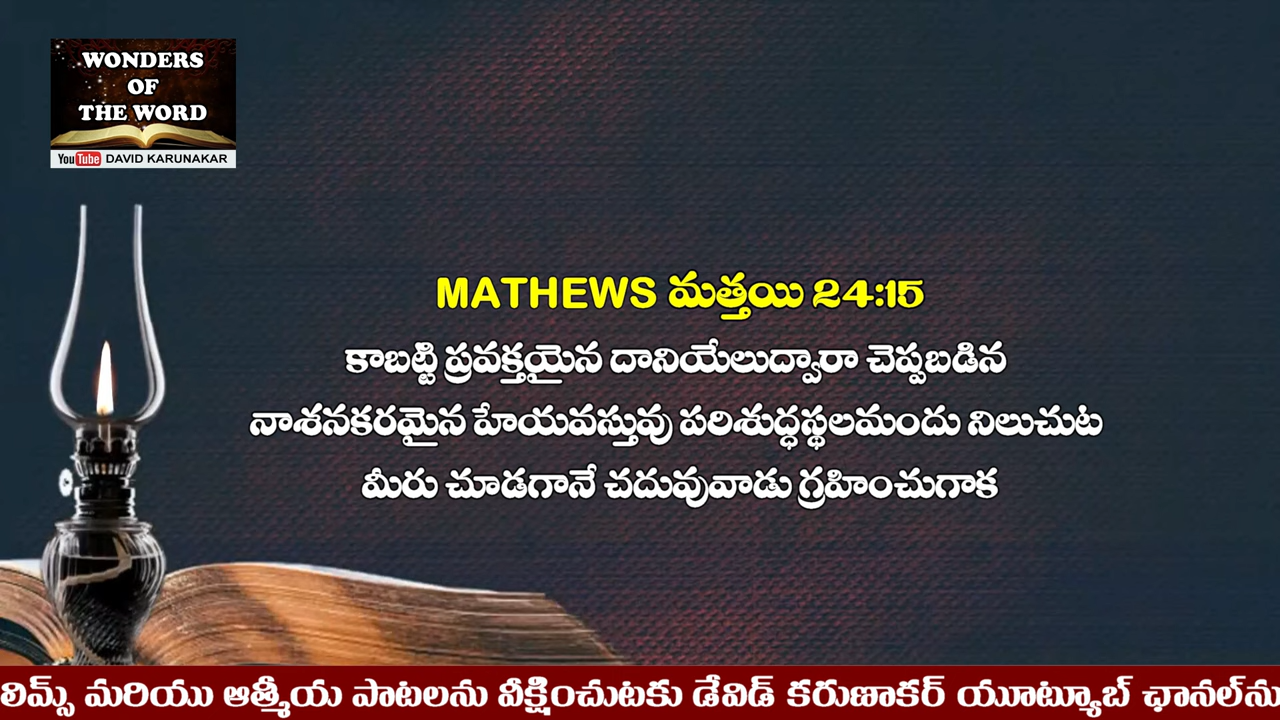 WONDERS
OF
THE WORD
YouTube DAVID KARUNAKAR
MATHEWS మత్తయి 24:15
కాబట్టి ప్రవక్తయైన దానియేలుద్వారా చెప్పబడిన
నాశనకరమైన హేయవస్తువు పరిశుద్ధస్థలమందు నిలుచుట
మీరు చూడగానే చదువువాడు గ్రహించుగాక
లిమ్స్ మరియు ఆత్మీయ పాటలను వీక్షించుటకు డేవిడ్ కరుణాకర్ యూట్యూబ్ ఛానల్‌ను